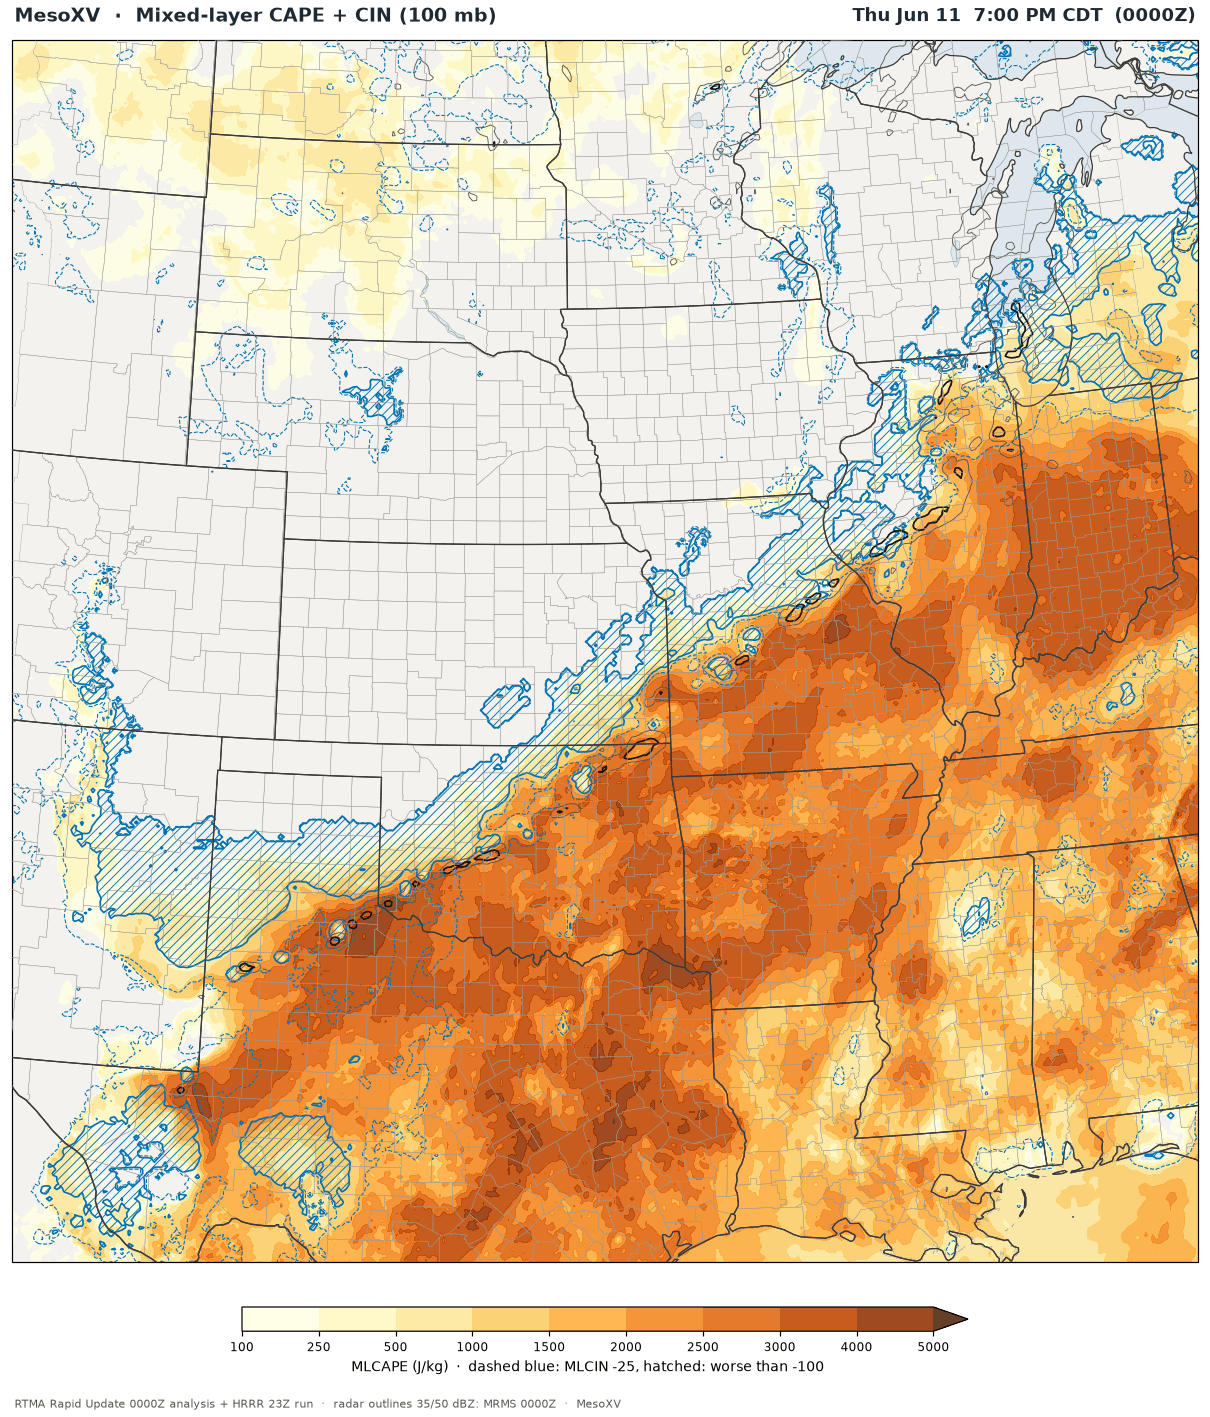 MesoXV · Mixed-layer CAPE + CIN (100 mb)
Thu Jun 11 7:00 PM CDT (0000Z)
100 250 500 1000 1500 2000 2500 3000 4000 5000
MLCAPE (J/kg) · dashed blue: MLCIN -25, hatched: worse than -100
RTMA Rapid Update 0000Z analysis + HRRR 23Z run · radar outlines 35/50 dBZ: MRMS 0000Z · MesoXV